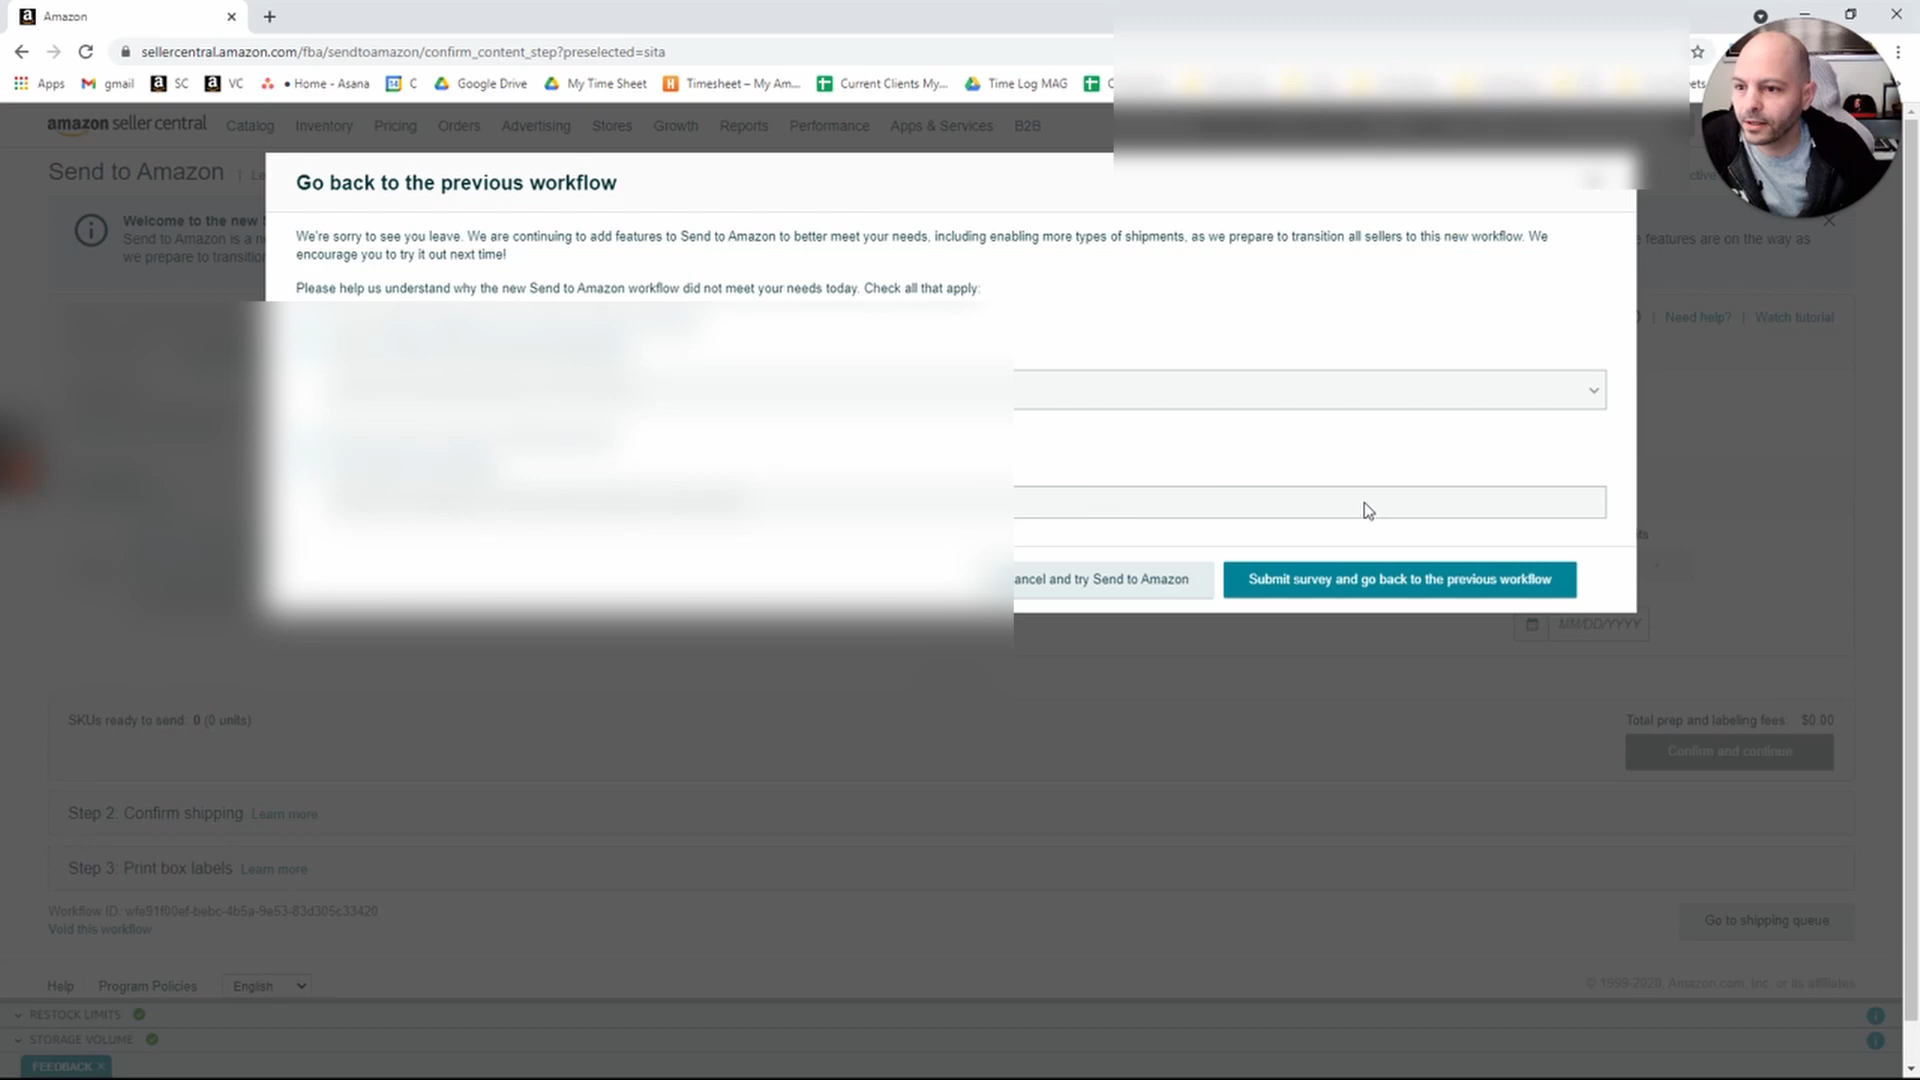 Amazon
sellercentral.amazon.com/fba/sendtoamazon/confirm_content_step?preselected=sita
Apps gmail SC VC • Home - Asana C Google Drive My Time Sheet Timesheet – My Am... Current Clients My... Time Log MAG C
amazon seller central Catalog Inventory Pricing Orders Advertising Stores Growth Reports Performance Apps & Services B2B
Send to Amazon | Le
Go back to the previous workflow
Welcome to the new S
Send to Amazon is a n
we prepare to transition
features are on the way as
We're sorry to see you leave. We are continuing to add features to Send to Amazon to better meet your needs, including enabling more types of shipments, as we prepare to transition all sellers to this new workflow. We
encourage you to try it out next time!
Please help us understand why the new Send to Amazon workflow did not meet your needs today. Check all that apply:
| Need help? | Watch tutorial
ancel and try Send to Amazon Submit survey and go back to the previous workflow
MM/DD/YYYY
SKUs ready to send: 0 (0 units) Total prep and labeling fees: $0.00
Confirm and continue
Step 2: Confirm shipping Learn more
Step 3: Print box labels Learn more
Workflow ID: wfe91f00ef-bebc-4b5a-9e53-83d305c33420
Void this workflow
Go to shipping queue
Help Program Policies English © 1999-2020, Amazon.com, Inc. or its affiliates
RESTOCK LIMITS
STORAGE VOLUME
FEEDBACK